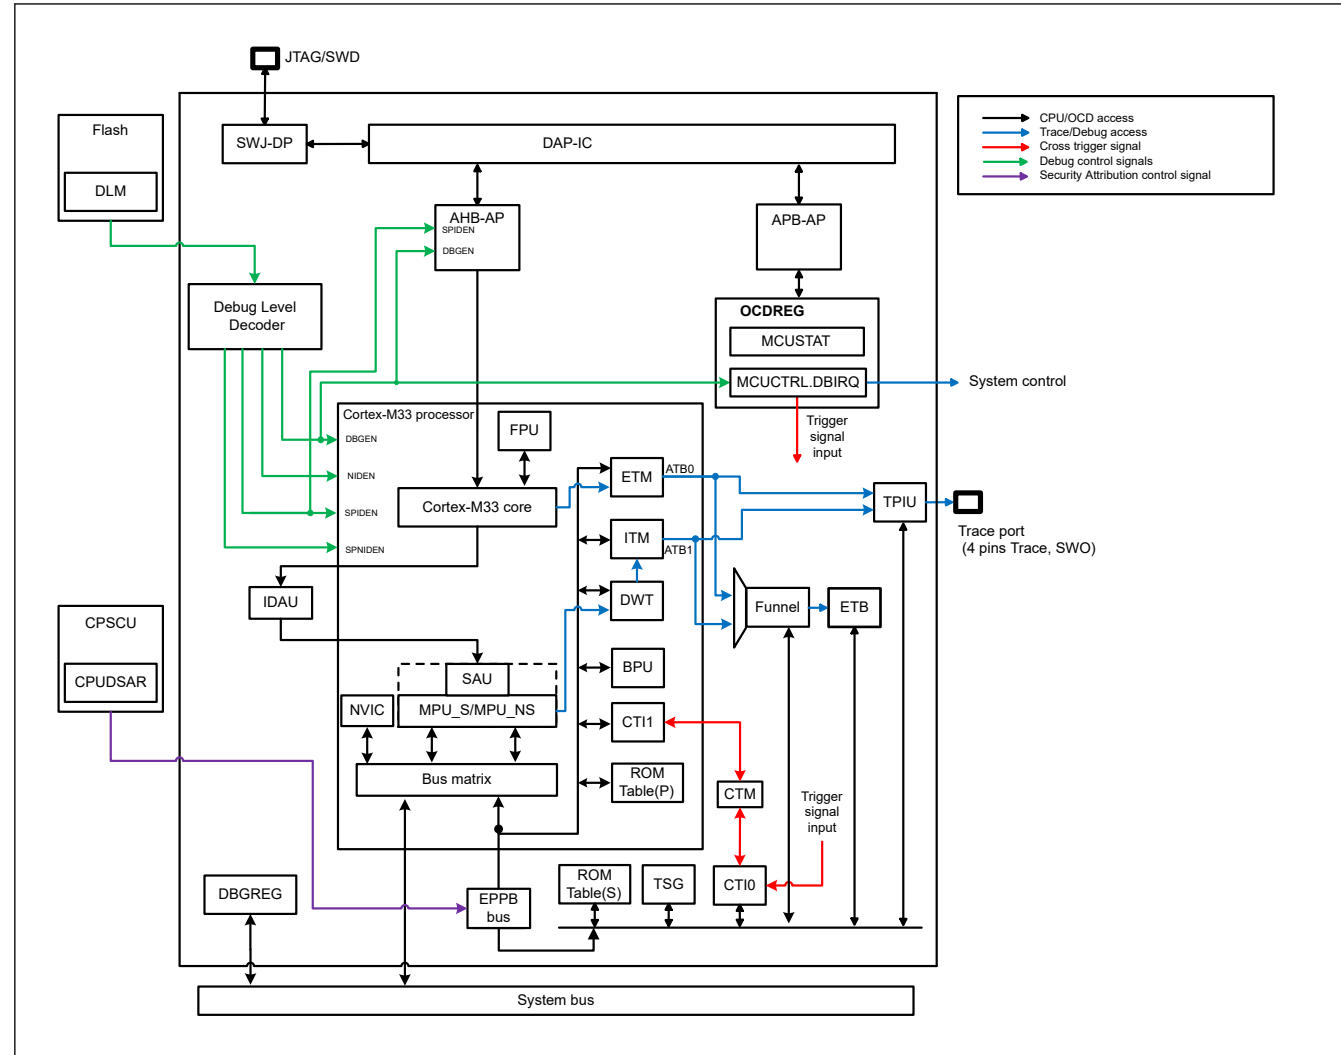 JTAG/SWD
Flash
DLM
SWJ-DP
DAP-IC
CPU/OCD access
Trace/Debug access
Cross trigger signal
Debug control signals
Security Attribution control signal
AHB-AP
SPIDEN
DBGEN
APB-AP
Debug Level
Decoder
OCDREG
MCUSTAT
MCUCTRL.DBIRQ
System control
Trigger
signal
input
Cortex-M33 processor
DBGEN
NIDEN
SPIDEN
SPNIDEN
FPU
Cortex-M33 core
ETM
ATB0
ITM
ATB1
DWT
TPIU
Trace port
(4 pins Trace, SWO)
Funnel
ETB
IDAU
CPSCU
CPUDSAR
SAU
MPU_S/MPU_NS
NVIC
Bus matrix
BPU
CTI1
ROM
Table(P)
CTM
Trigger
signal
input
DBGREG
EPPB
bus
ROM
Table(S)
TSG
CTI0
System bus